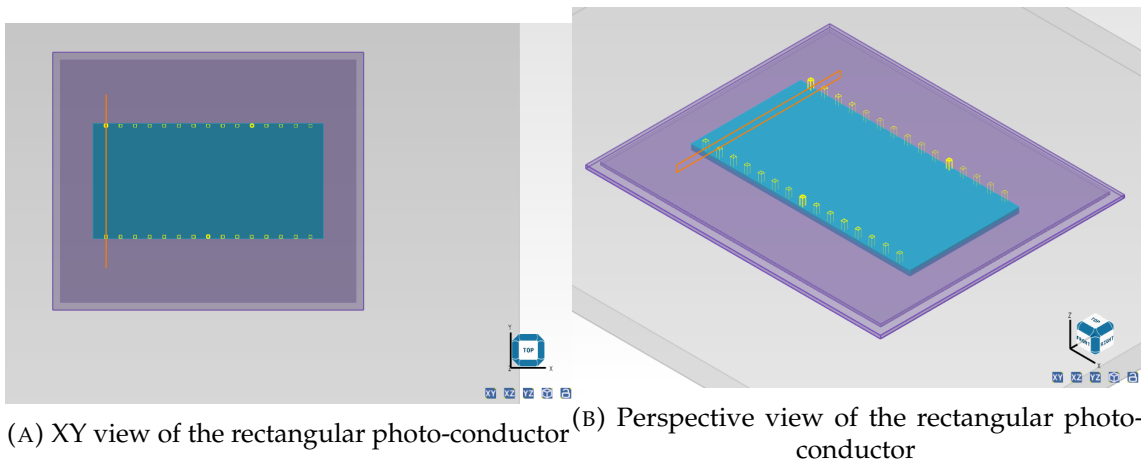 Y
Z
X
TOP
XY XZ YZ
(A) XY view of the rectangular photo-conductor
Z
X
TOP
FRONT RIGHT
XY XZ YZ
(B) Perspective view of the rectangular photo-
conductor